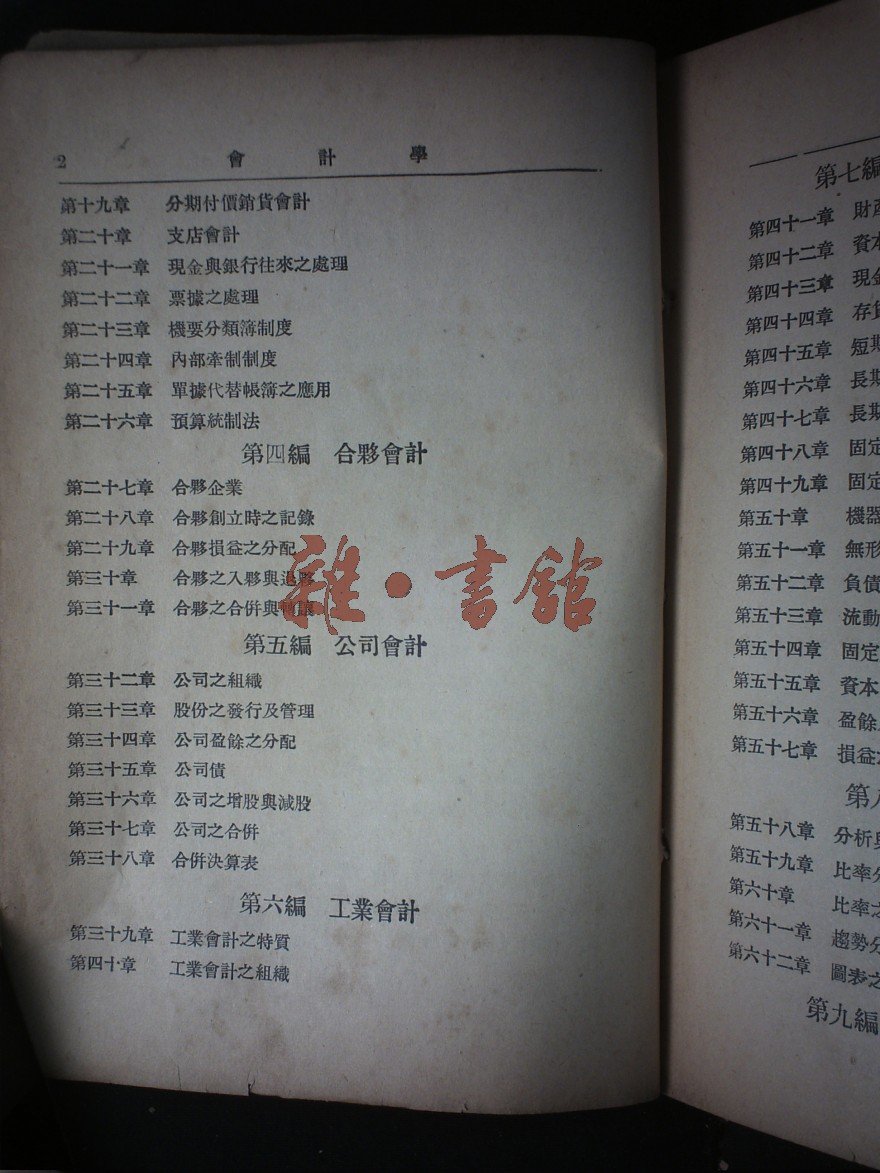 2 會計學
第十九章 分期付價銷貨會計
第二十章 支店會計
第二十一章 現金與銀行往來之處理
第二十二章 票據之處理
第二十三章 機要分類簿制度
第二十四章 內部牽制制度
第二十五章 單據代替帳簿之應用
第二十六章 預算統制法
第四編 合夥會計
第二十七章 合夥企業
第二十八章 合夥創立時之記錄
第二十九章 合夥損益之分配
第三十章 合夥之入夥與退夥
第三十一章 合夥之合併與轉讓
第五編 公司會計
第三十二章 公司之組織
第三十三章 股份之發行及管理
第三十四章 公司盈餘之分配
第三十五章 公司債
第三十六章 公司之增股與減股
第三十七章 公司之合併
第三十八章 合併決算表
第六編 工業會計
第三十九章 工業會計之特質
第四十章 工業會計之組織
雜·書館
第七編
第四十一章 財產
第四十二章 資本
第四十三章 現金
第四十四章 存貨
第四十五章 短期
第四十六章 長期
第四十七章 長期
第四十八章 固定
第四十九章 固定
第五十章 機器
第五十一章 無形
第五十二章 負債
第五十三章 流動
第五十四章 固定
第五十五章 資本
第五十六章 盈餘
第五十七章 損益之
第八
第五十八章 分析與
第五十九章 比率分
第六十章 比率之
第六十一章 趨勢分
第六十二章 圖表之
第九編